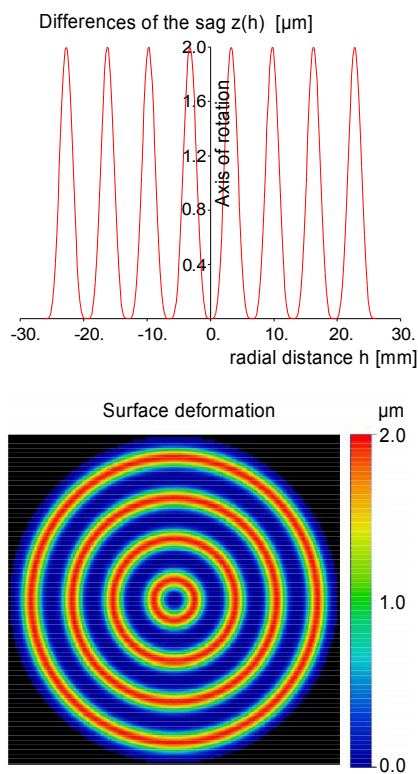 Differences of the sag z(h) [µm]
2.0
1.6
1.2
0.8
0.4
Axis of rotation
-30. -20. -10. 0. 10. 20. 30.
radial distance h [mm]
Surface deformation
µm
2.0
1.0
0.0